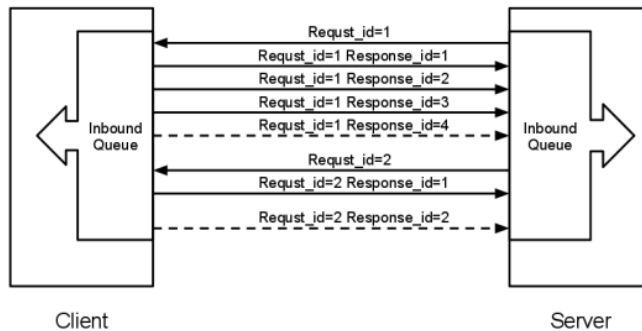 Requst_id=1
Requst_id=1 Response_id=1
Requst_id=1 Response_id=2
Requst_id=1 Response_id=3
Requst_id=1 Response_id=4
Inbound
Queue
Inbound
Queue
Requst_id=2
Requst_id=2 Response_id=1
Requst_id=2 Response_id=2
Client
Server